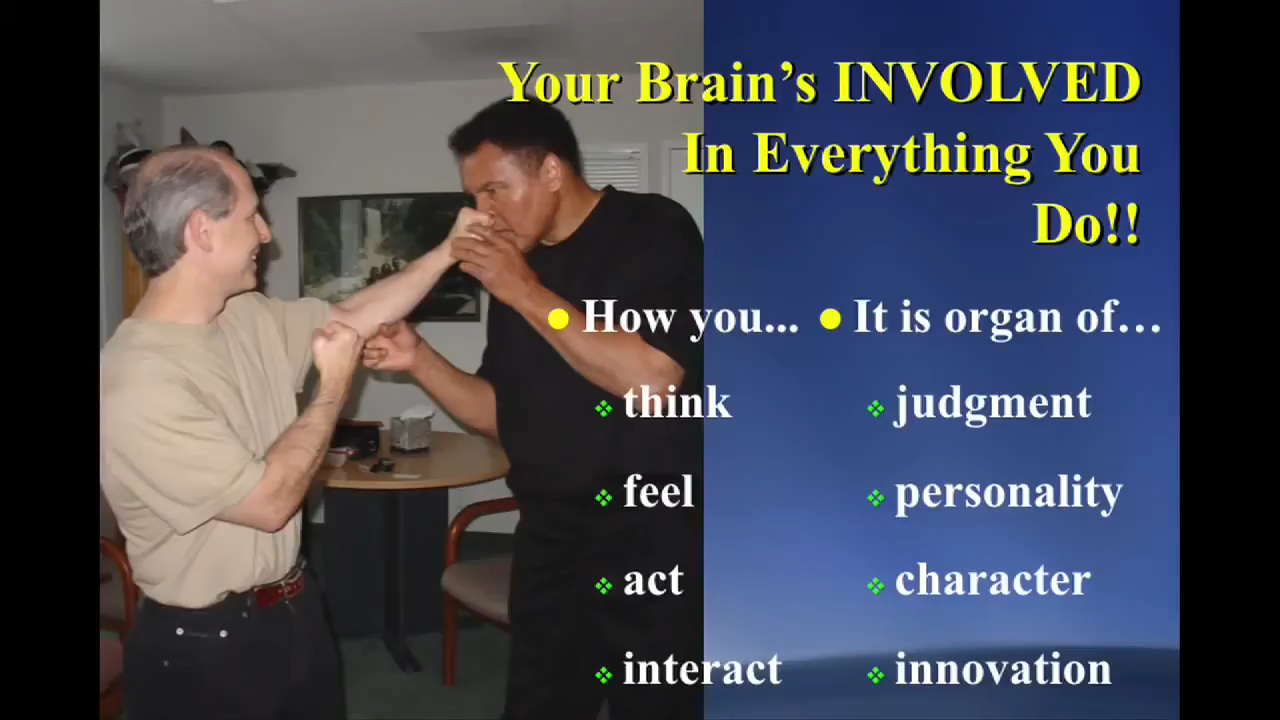 Your Brain's INVOLVED
In Everything You
Do!!
How you...
think
feel
act
interact
It is organ of…
judgment
personality
character
innovation